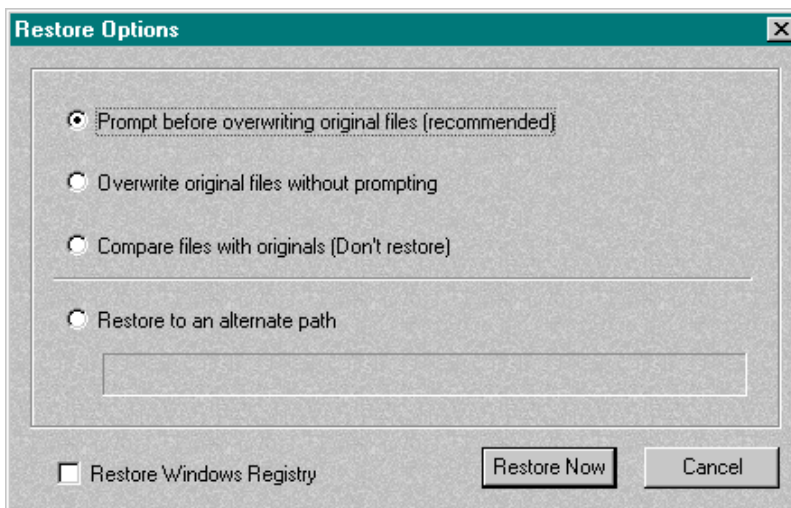 Restore Options
Prompt before overwriting original files (recommended)
Overwrite original files without prompting
Compare files with originals (Don't restore)
Restore to an alternate path
Restore Windows Registry
Restore Now
Cancel